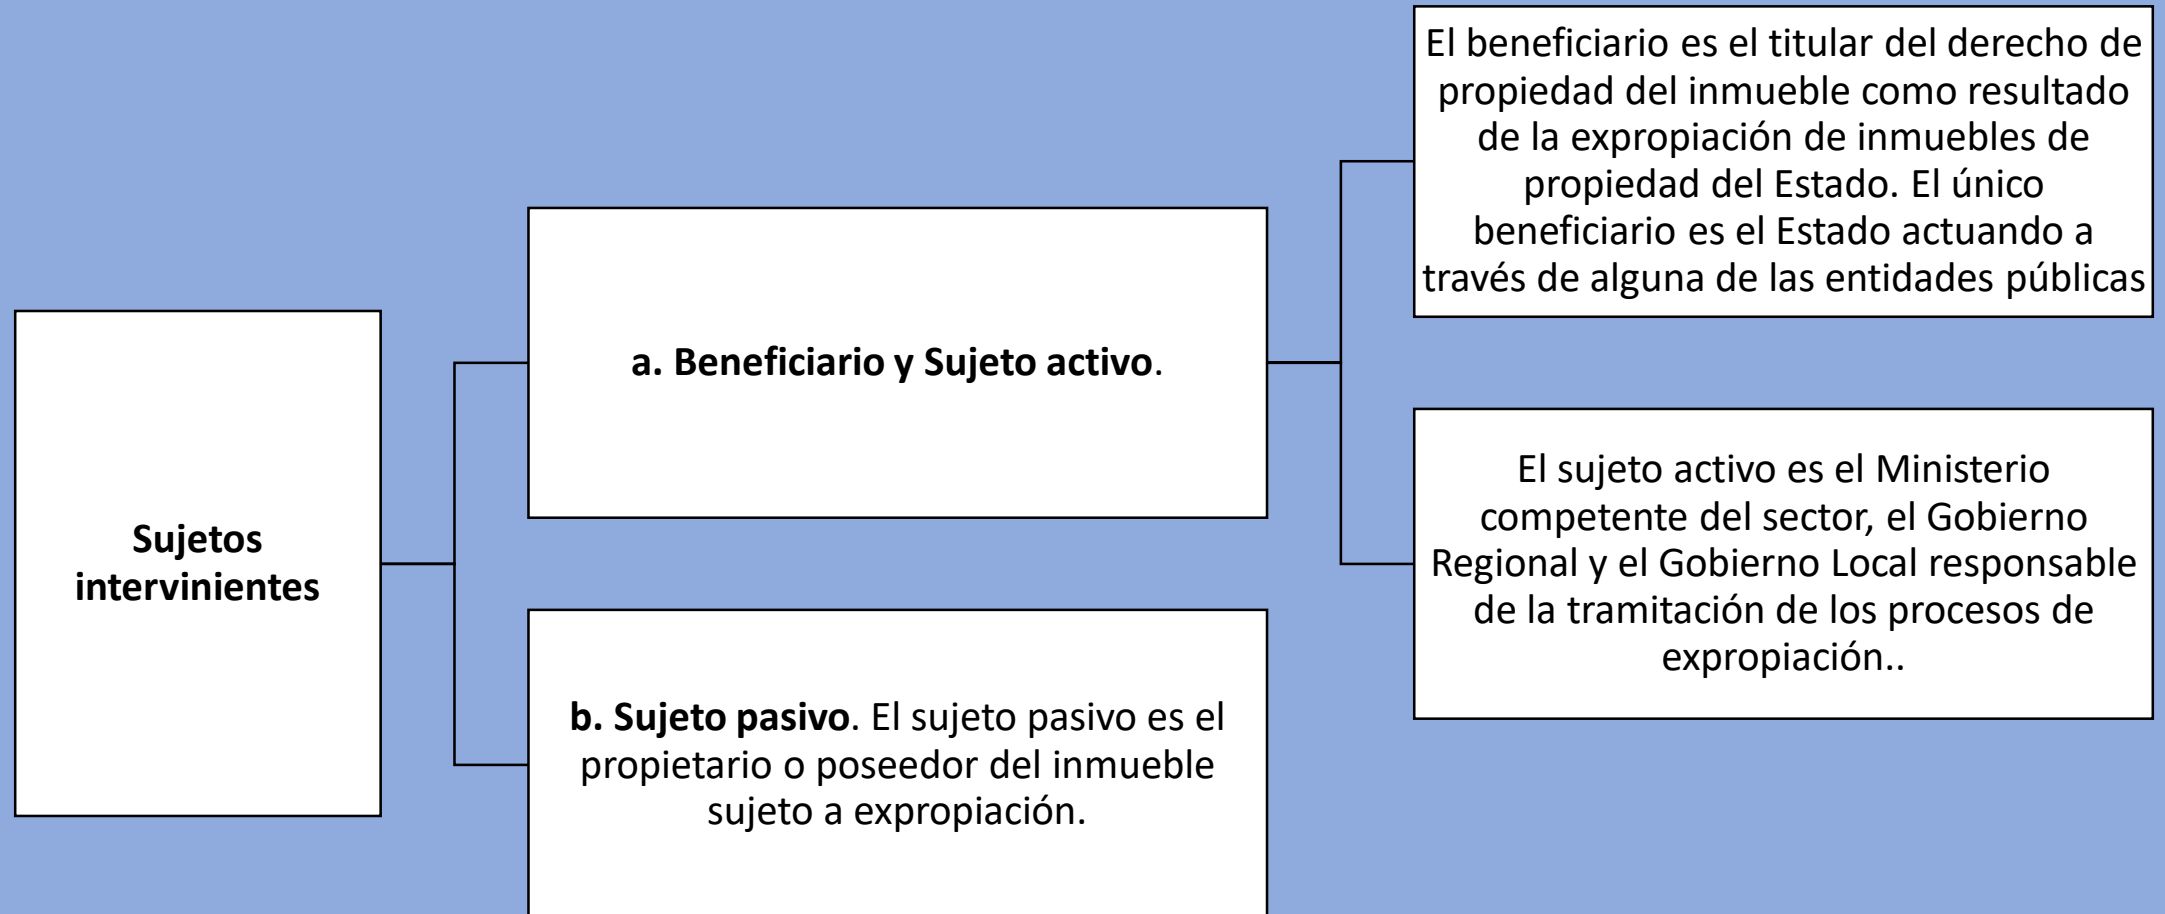 Sujetos
intervinientes
a. Beneficiario y Sujeto activo.
El beneficiario es el titular del derecho de
propiedad del inmueble como resultado
de la expropiación de inmuebles de
propiedad del Estado. El único
beneficiario es el Estado actuando a
través de alguna de las entidades públicas
El sujeto activo es el Ministerio
competente del sector, el Gobierno
Regional y el Gobierno Local responsable
de la tramitación de los procesos de
expropiación..
b. Sujeto pasivo. El sujeto pasivo es el
propietario o poseedor del inmueble
sujeto a expropiación.